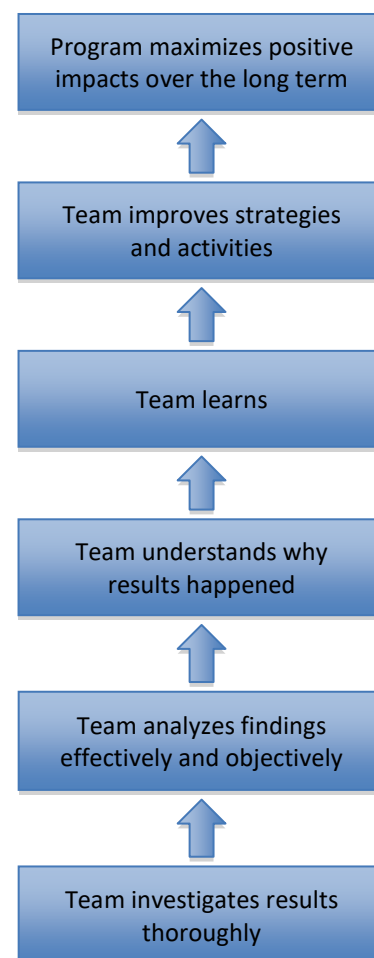 Program maximizes positive
impacts over the long term
Team improves strategies
and activities
Team learns
Team understands why
results happened
Team analyzes findings
effectively and objectively
Team investigates results
thoroughly